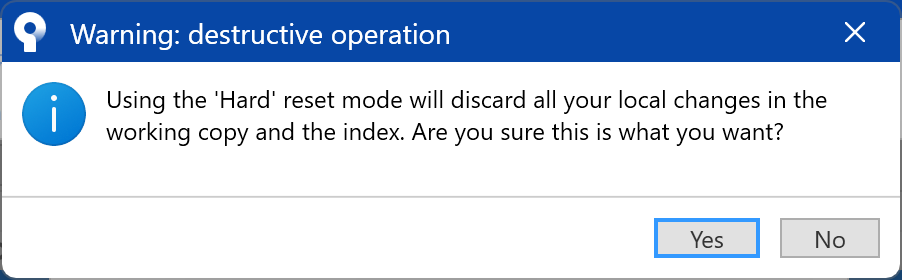 Warning: destructive operation
Using the 'Hard' reset mode will discard all your local changes in the
working copy and the index. Are you sure this is what you want?
Yes
No